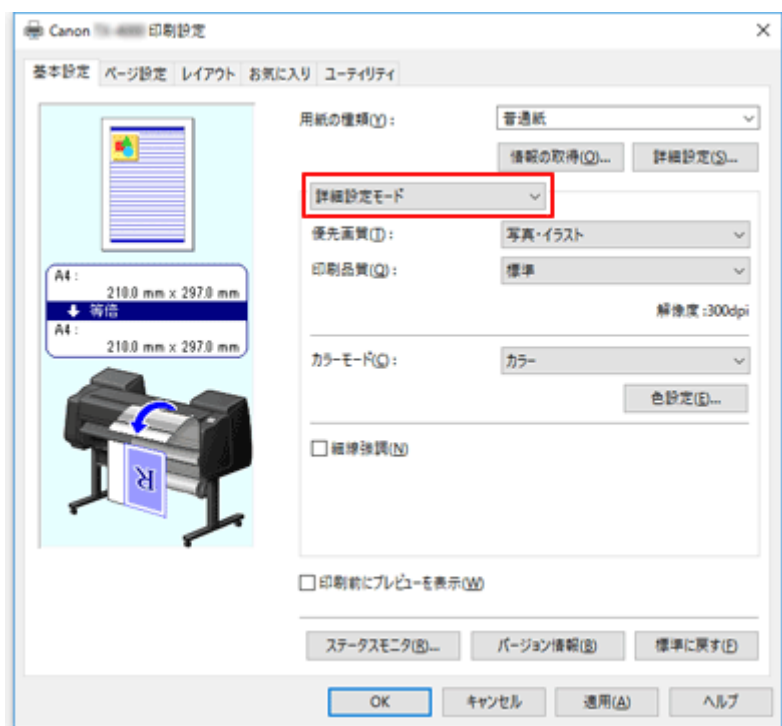 Canon 印刷設定
基本設定 ページ設定 レイアウト お気に入り ユーティリティ
用紙の種類(Y): 普通紙
情報の取得(O)... 詳細設定(S)...
詳細設定モード
優先画質(T): 写真・イラスト
印刷品質(Q): 標準
解像度:300dpi
カラーモード(C): カラー
色設定(E)...
細線強調(N)
A4:
210.0 mm x 297.0 mm
等倍
A4:
210.0 mm x 297.0 mm
R
印刷前にプレビューを表示(W)
ステータスモニタ(R)... バージョン情報(B) 標準に戻す(F)
OK キャンセル 適用(A) ヘルプ